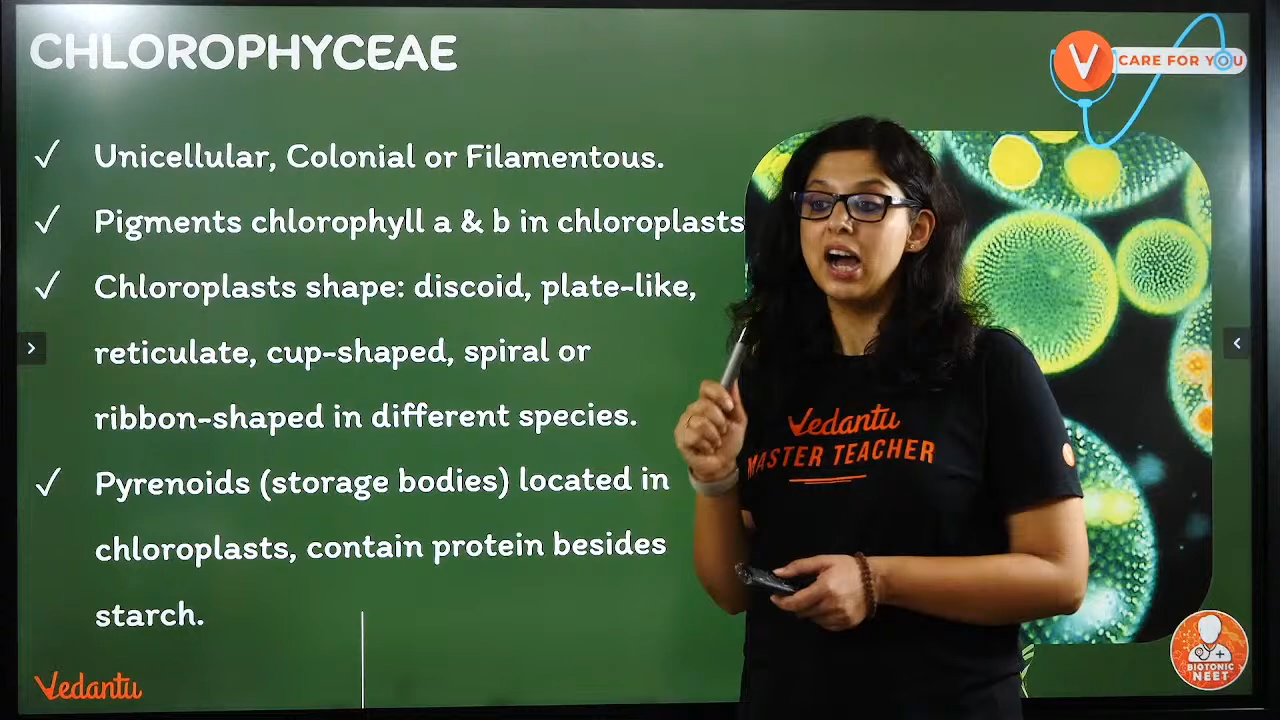 CHLOROPHYCEAE
CARE FOR YOU
✓ Unicellular, Colonial or Filamentous.
✓ Pigments chlorophyll a & b in chloroplasts
✓ Chloroplasts shape: discoid, plate-like,
reticulate, cup-shaped, spiral or
ribbon-shaped in different species.
✓ Pyrenoids (storage bodies) located in
chloroplasts, contain protein besides
starch.
Vedantu
MASTER TEACHER
Vedantu
BIOTONIC
NEET